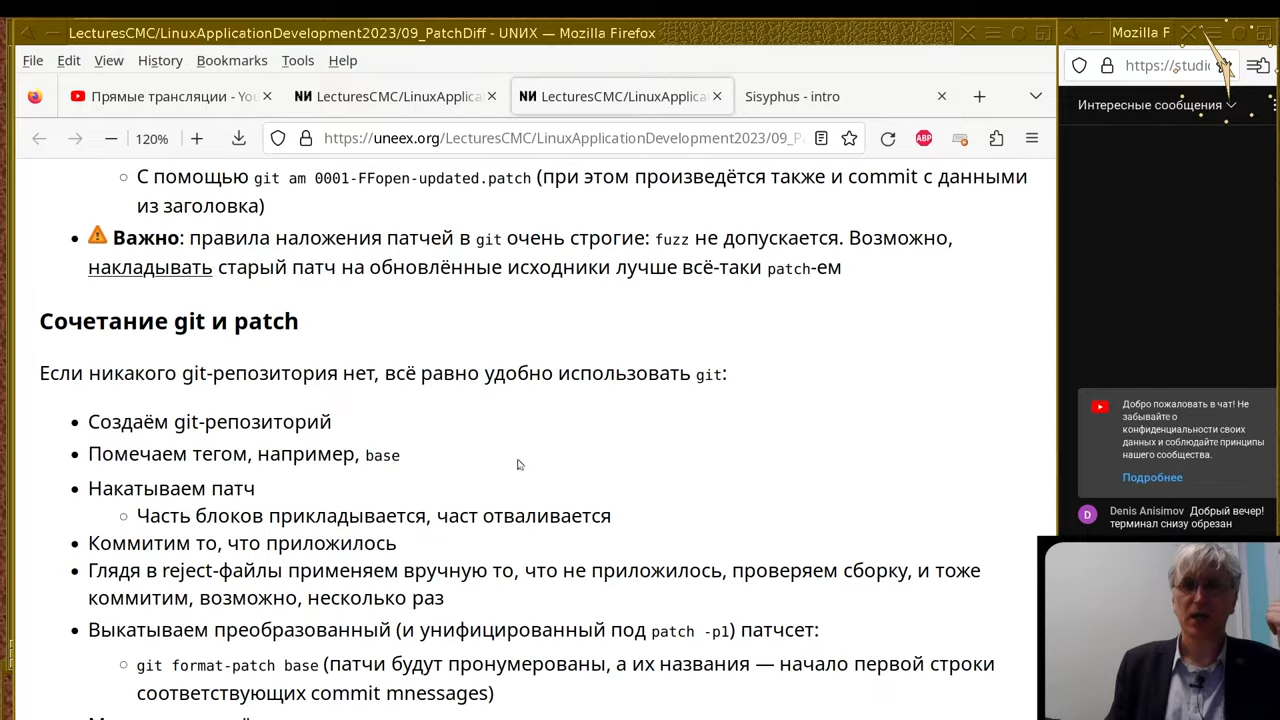 LecturesCMC/LinuxApplicationDevelopment2023/09_PatchDiff - UNИX — Mozilla Firefox
Mozilla F
File Edit View History Bookmarks Tools Help
https://studi
Прямые трансляции - You
LecturesCMC/LinuxApplica
LecturesCMC/LinuxApplica
Sisyphus - intro
Интересные сообщения
120%
https://uneex.org/LecturesCMC/LinuxApplicationDevelopment2023/09_P
ABP
С помощью git am 0001-FFopen-updated.patch (при этом произведётся также и commit с данными
из заголовка)
Важно: правила наложения патчей в git очень строгие: fuzz не допускается. Возможно,
накладывать старый патч на обновлённые исходники лучше всё-таки patch-ем
Сочетание git и patch
Если никакого git-репозитория нет, всё равно удобно использовать git:
Создаём git-репозиторий
Помечаем тегом, например, base
Накатываем патч
Часть блоков прикладывается, част отваливается
Коммитим то, что приложилось
Глядя в reject-файлы применяем вручную то, что не приложилось, проверяем сборку, и тоже
коммитим, возможно, несколько раз
Выкатываем преобразованный (и унифицированный под patch -p1) патчсет:
git format-patch base (патчи будут пронумерованы, а их названия — начало первой строки
соответствующих commit mnessages)
Добро пожаловать в чат! Не
забывайте о
конфиденциальности своих
данных и соблюдайте принципы
нашего сообщества.
Подробнее
D
Denis Anisimov Добрый вечер!
терминал снизу обрезан